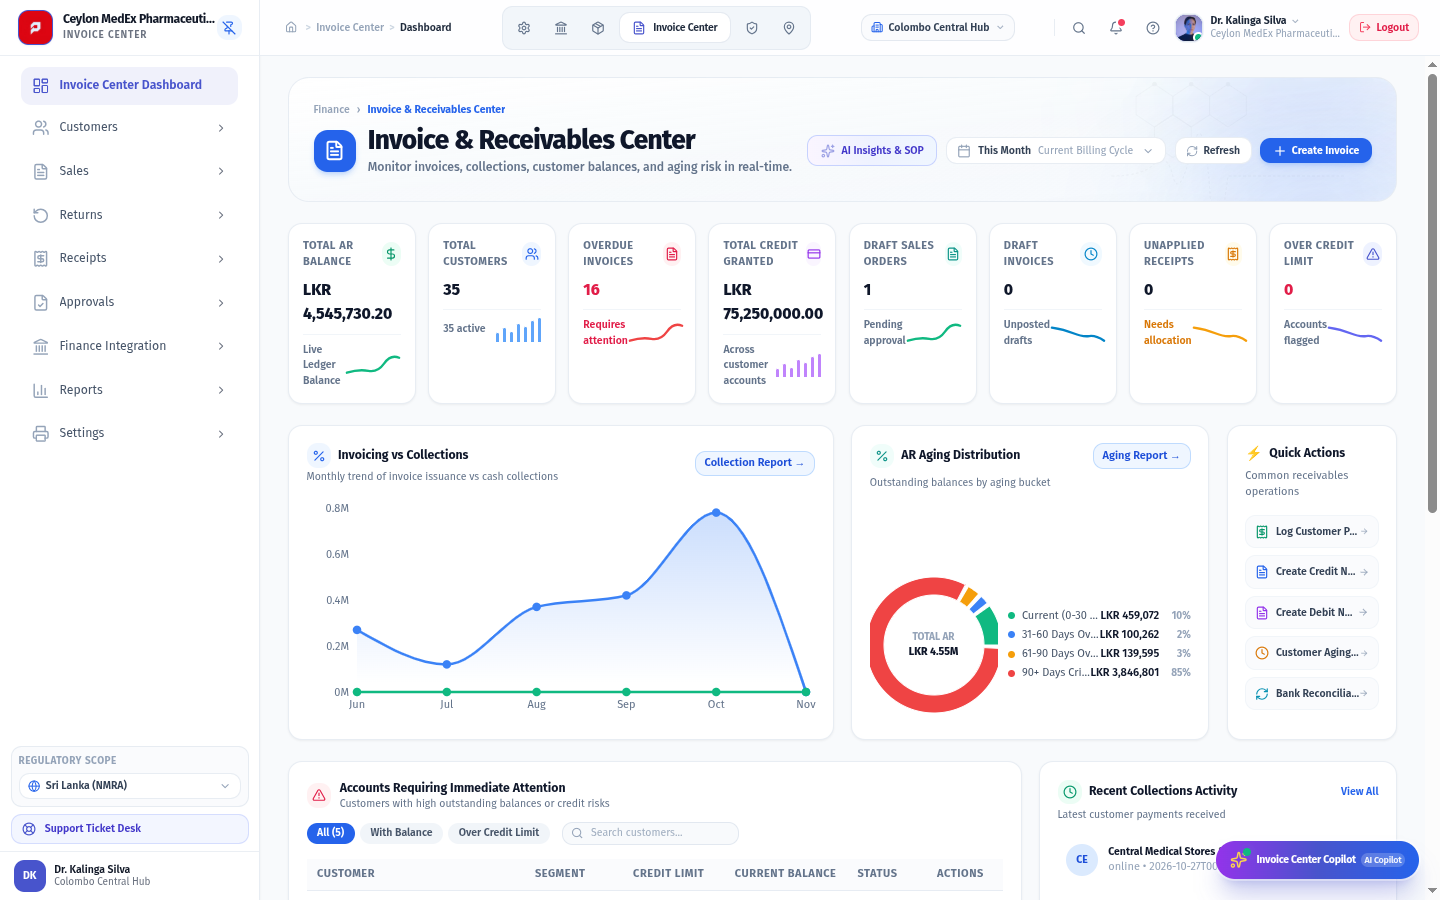 Ceylon MedEx Pharmaceuti...
INVOICE CENTER
Invoice Center > Dashboard
Invoice Center
Colombo Central Hub
Dr. Kalinga Silva
Ceylon MedEx Pharmaceuti...
Logout
Invoice Center Dashboard
Customers
Sales
Returns
Receipts
Approvals
Finance Integration
Reports
Settings
REGULATORY SCOPE
Sri Lanka (NMRA)
Support Ticket Desk
DK
Dr. Kalinga Silva
Colombo Central Hub
Finance › Invoice & Receivables Center
Invoice & Receivables Center
Monitor invoices, collections, customer balances, and aging risk in real-time.
AI Insights & SOP
This Month Current Billing Cycle
Refresh
Create Invoice
TOTAL AR
BALANCE
LKR
4,545,730.20
Live
Ledger
Balance
TOTAL
CUSTOMERS
35
35 active
OVERDUE
INVOICES
16
Requires
attention
TOTAL CREDIT
GRANTED
LKR
75,250,000.00
Across
customer
accounts
DRAFT SALES
ORDERS
1
Pending
approval
DRAFT
INVOICES
0
Unposted
drafts
UNAPPLIED
RECEIPTS
0
Needs
allocation
OVER CREDIT
LIMIT
0
Accounts
flagged
Invoicing vs Collections
Monthly trend of invoice issuance vs cash collections
Collection Report →
0.8M
0.6M
0.4M
0.2M
0M
Jun Jul Aug Sep Oct Nov
AR Aging Distribution
Aging Report →
Outstanding balances by aging bucket
TOTAL AR
LKR 4.55M
Current (0-30 ... LKR 459,072 10%
31-60 Days Ov... LKR 100,262 2%
61-90 Days Ov... LKR 139,595 3%
90+ Days Cri... LKR 3,846,801 85%
⚡ Quick Actions
Common receivables
operations
Log Customer P... →
Create Credit N... →
Create Debit N... →
Customer Aging... →
Bank Reconcilia... →
Accounts Requiring Immediate Attention
Customers with high outstanding balances or credit risks
All (5)
With Balance
Over Credit Limit
Search customers...
CUSTOMER SEGMENT CREDIT LIMIT CURRENT BALANCE STATUS ACTIONS
Recent Collections Activity
View All
Latest customer payments received
CE
Central Medical Stores
online • 2026-10-27T00
Invoice Center Copilot AI Copilot